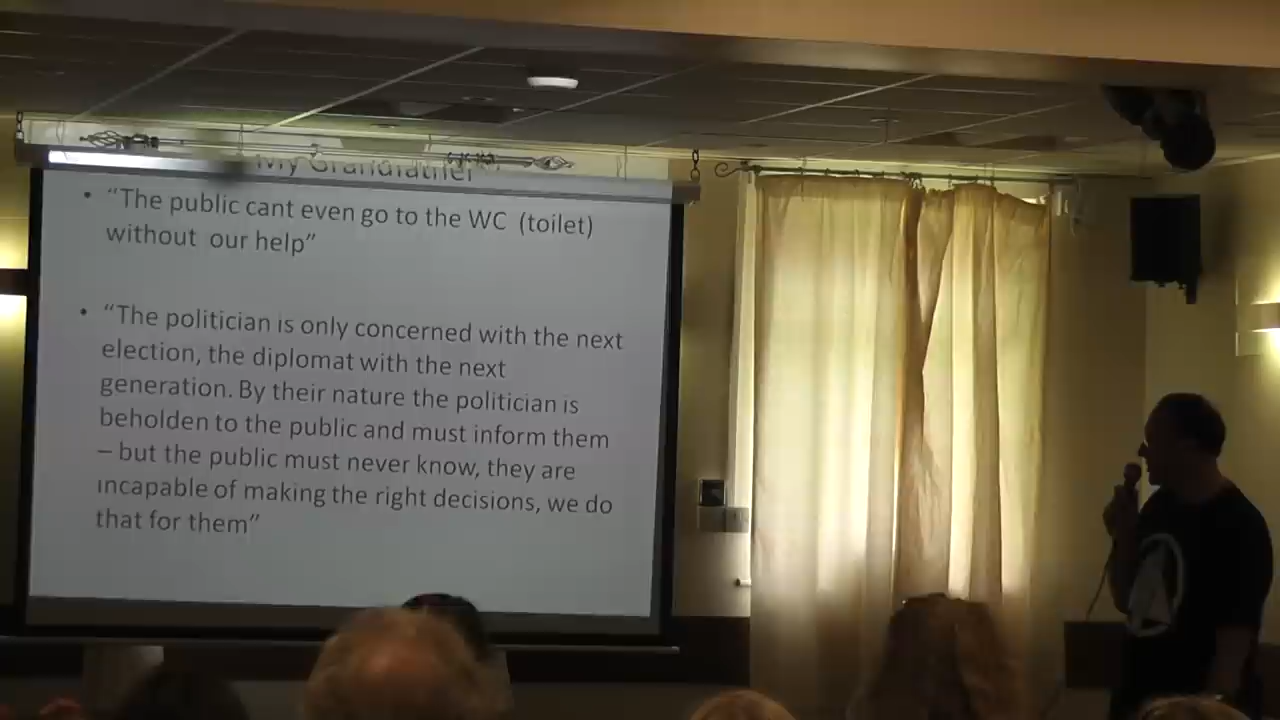 My Grandfather
• “The public cant even go to the WC (toilet)
without our help”
• “The politician is only concerned with the next
election, the diplomat with the next
generation. By their nature the politician is
beholden to the public and must inform them
– but the public must never know, they are
incapable of making the right decisions, we do
that for them”